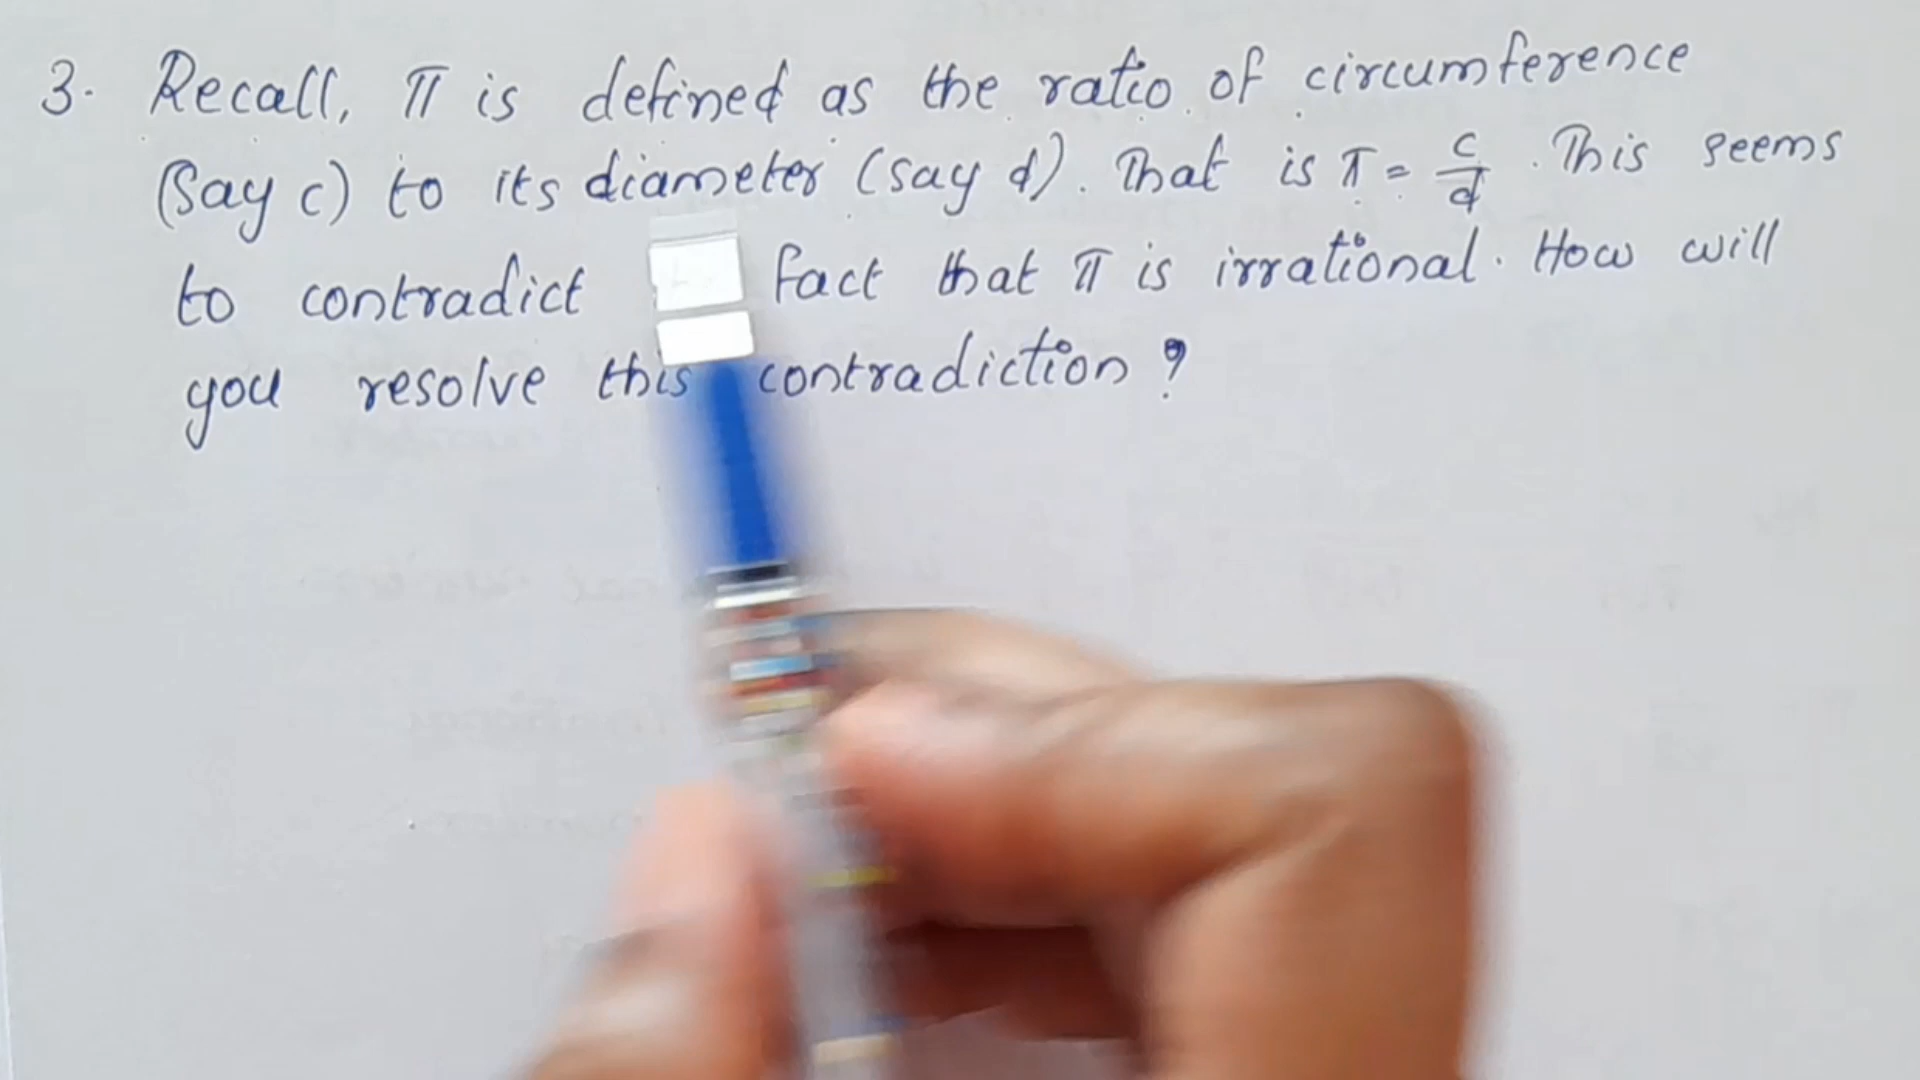 3. Recall, π is defined as the ratio of circumference
(Say c) to its diameter (say d). That is π = c/d. This seems
to contradict fact that π is irrational. How will
you resolve this contradiction?